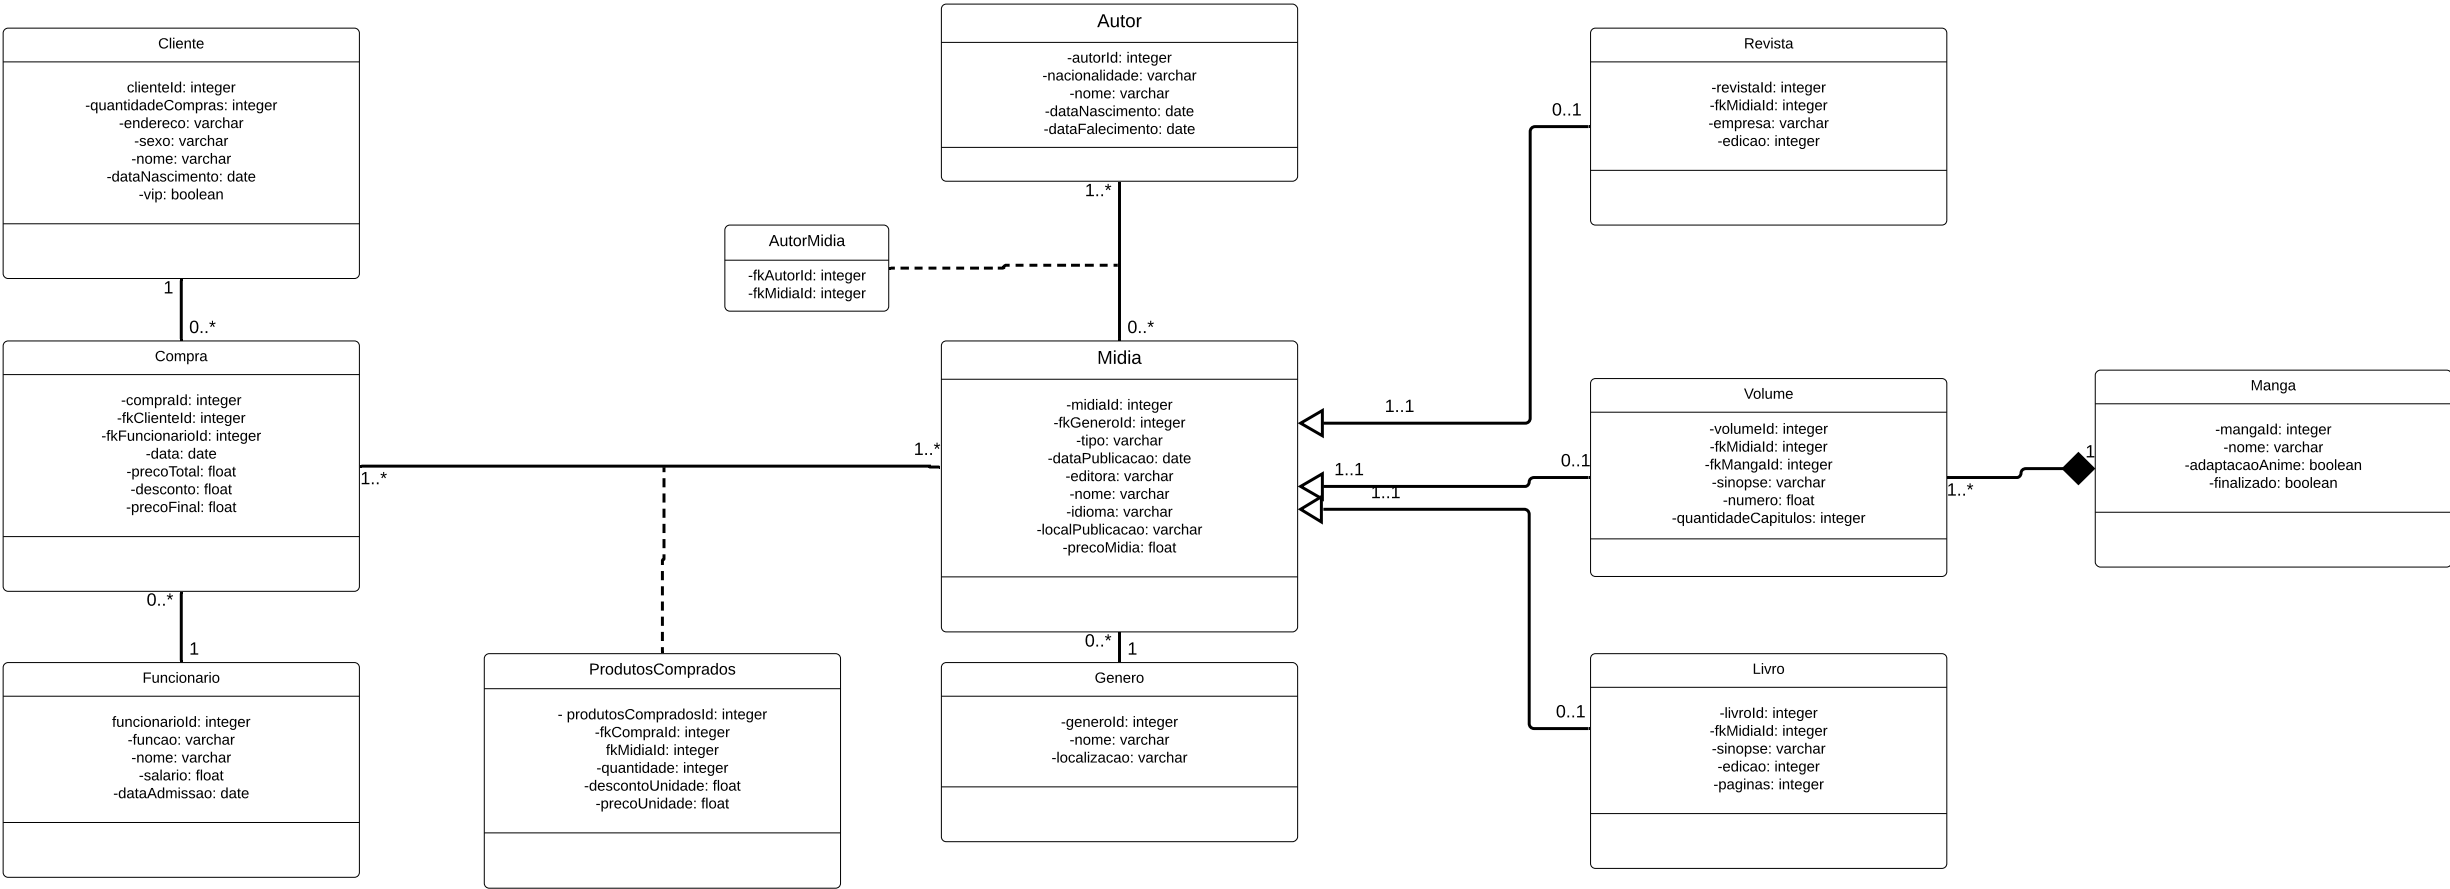 Cliente
clienteId: integer
-quantidadeCompras: integer
-endereco: varchar
-sexo: varchar
-nome: varchar
-dataNascimento: date
-vip: boolean
1
0..*
Compra
-compraId: integer
-fkClienteId: integer
-fkFuncionarioId: integer
-data: date
-precoTotal: float
-desconto: float
-precoFinal: float
1..*
0..*
1
Funcionario
funcionarioId: integer
-funcao: varchar
-nome: varchar
-salario: float
-dataAdmissao: date
AutorMidia
-fkAutorId: integer
-fkMidiaId: integer
ProdutosComprados
- produtosCompradosId: integer
-fkCompraId: integer
fkMidiaId: integer
-quantidade: integer
-descontoUnidade: float
-precoUnidade: float
Autor
-autorId: integer
-nacionalidade: varchar
-nome: varchar
-dataNascimento: date
-dataFalecimento: date
1..*
0..*
Midia
-midiaId: integer
-fkGeneroId: integer
-tipo: varchar
-dataPublicacao: date
-editora: varchar
-nome: varchar
-idioma: varchar
-localPublicacao: varchar
-precoMidia: float
1..*
0..*
1
Genero
-generoId: integer
-nome: varchar
-localizacao: varchar
1..1
1..1
1..1
0..1
Revista
-revistaId: integer
-fkMidiaId: integer
-empresa: varchar
-edicao: integer
0..1
Volume
-volumeId: integer
-fkMidiaId: integer
-fkMangaId: integer
-sinopse: varchar
-numero: float
-quantidadeCapitulos: integer
1..*
0..1
Livro
-livroId: integer
-fkMidiaId: integer
-sinopse: varchar
-edicao: integer
-paginas: integer
1
Manga
-mangaId: integer
-nome: varchar
-adaptacaoAnime: boolean
-finalizado: boolean